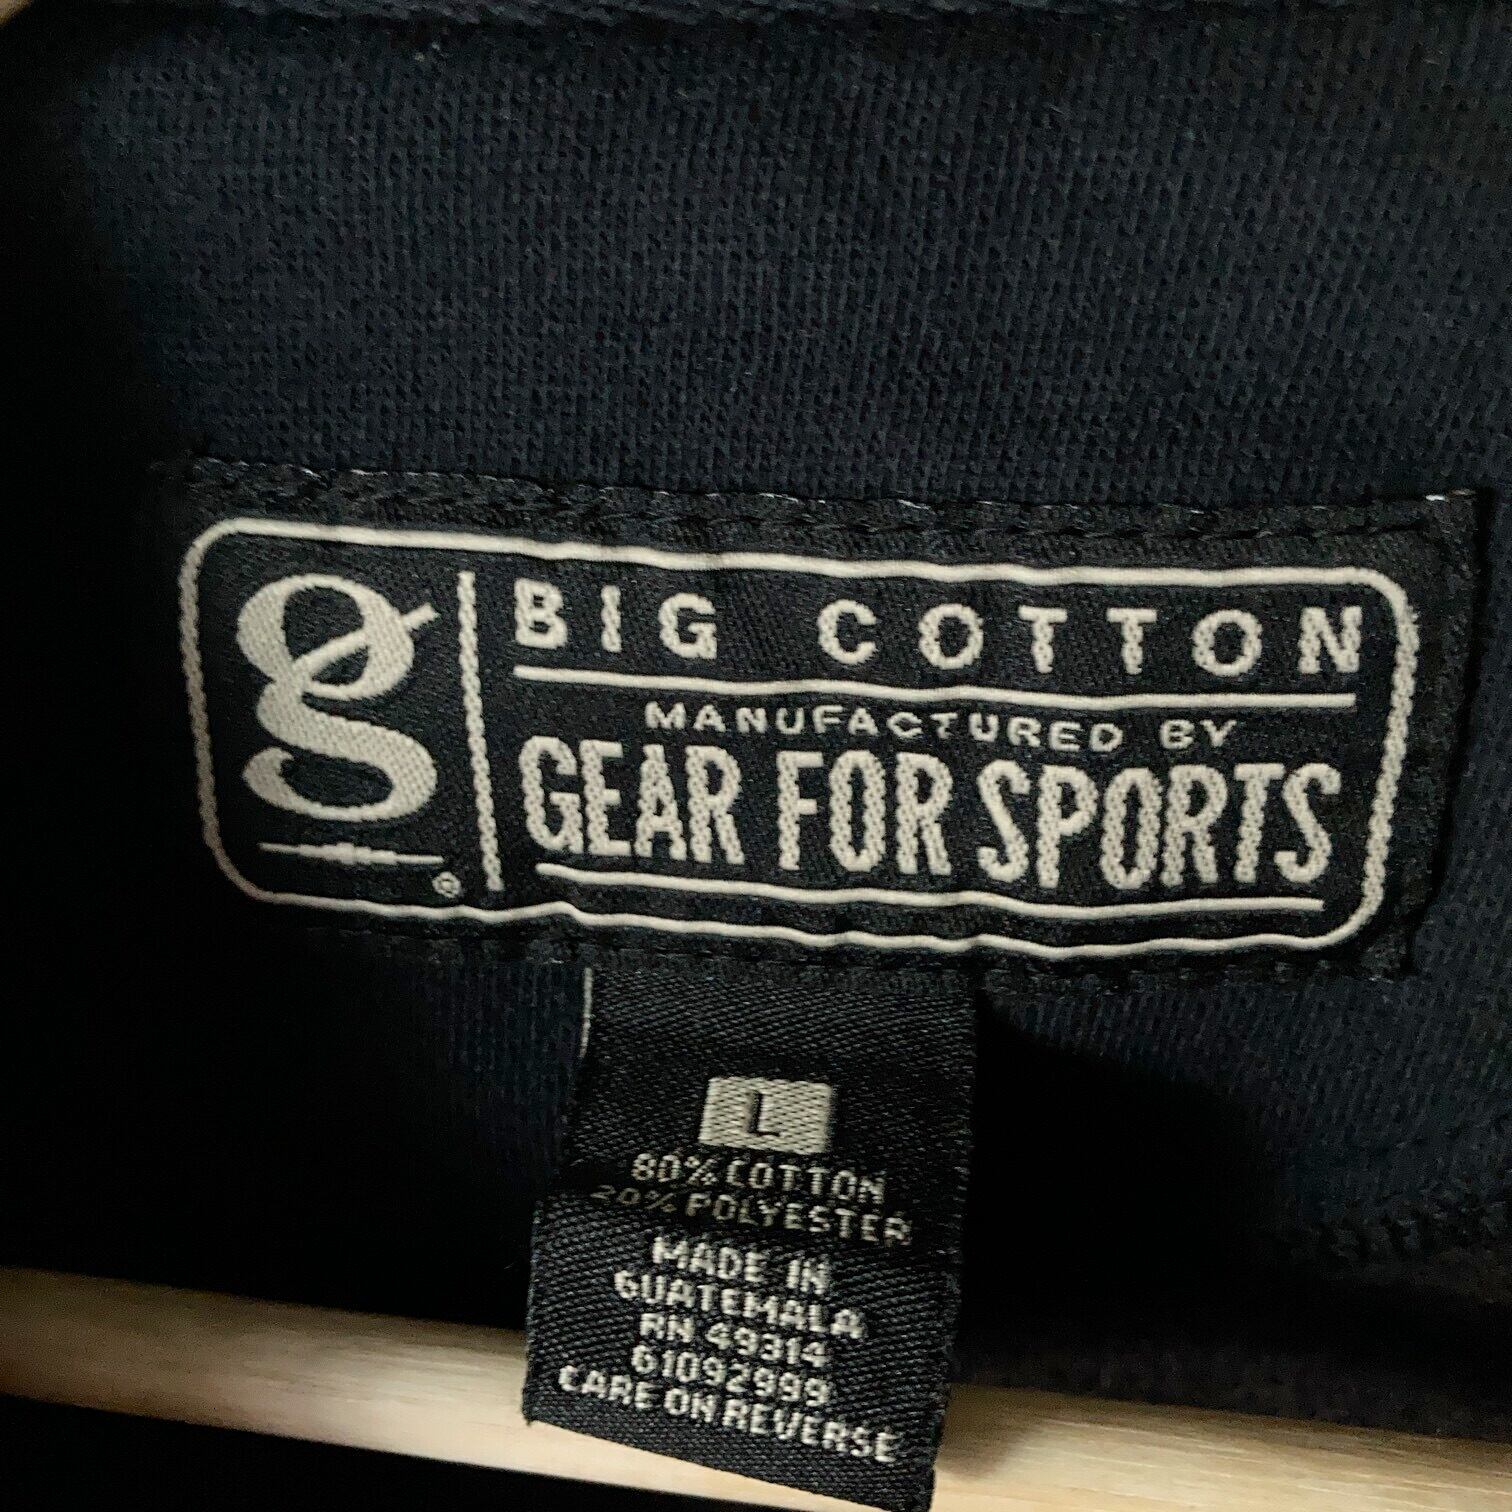 gs
BIG COTTON
MANUFACTURED BY
GEAR FOR SPORTS
®
L
80% COTTON
20% POLYESTER
MADE IN
GUATEMALA
RN 49314
61092999
CARE ON REVERSE